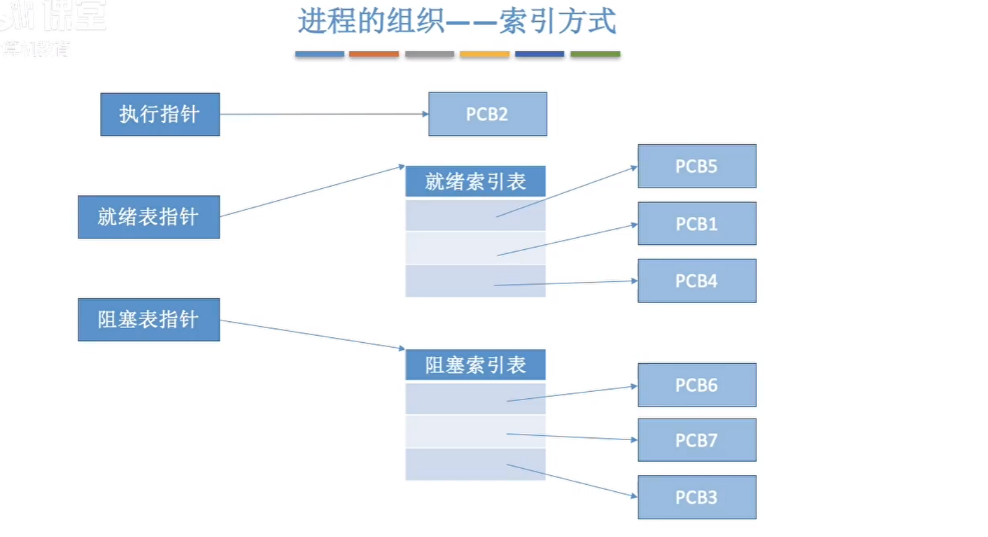 进程的组织——索引方式
执行指针
PCB2
就绪表指针
就绪索引表
PCB5
PCB1
PCB4
阻塞表指针
阻塞索引表
PCB6
PCB7
PCB3